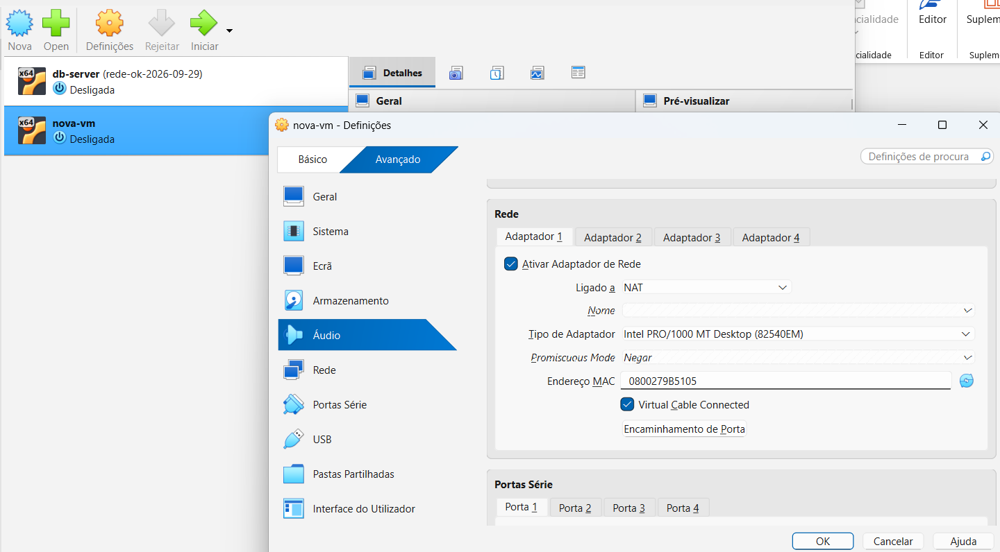 Nova
Open
Definições
Rejeitar
Iniciar
Editor
cialidade
Editor
x64
db-server (rede-ok-2026-09-29)
Desligada
x64
nova-vm
Desligada
Detalhes
Geral
Pré-visualizar
nova-vm - Definições
Básico
Avançado
Definições de procura
Geral
Sistema
Ecrã
Armazenamento
Áudio
Rede
Portas Série
USB
Pastas Partilhadas
Interface do Utilizador
Rede
Adaptador 1
Adaptador 2
Adaptador 3
Adaptador 4
Ativar Adaptador de Rede
Ligado a NAT
Nome
Tipo de Adaptador Intel PRO/1000 MT Desktop (82540EM)
Promiscuous Mode Negar
Endereço MAC 0800279B5105
Virtual Cable Connected
Encaminhamento de Porta
Portas Série
Porta 1
Porta 2
Porta 3
Porta 4
OK
Cancelar
Ajuda